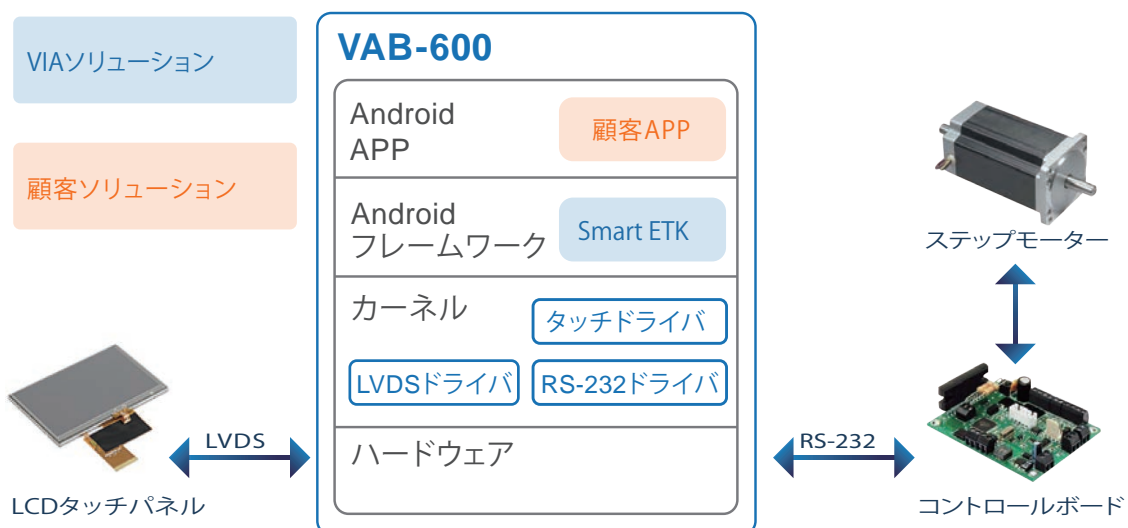 VIAソリューション
顧客ソリューション
VAB-600
Android
APP
顧客APP
Android
フレームワーク
Smart ETK
カーネル
タッチドライバ
LVDSドライバ
RS-232ドライバ
ハードウェア
LVDS
LCDタッチパネル
RS-232
ステップモーター
コントロールボード